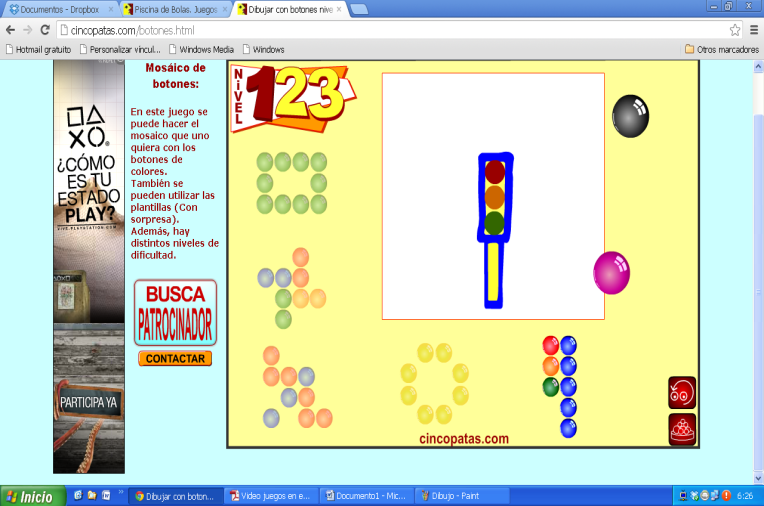 Documentos - Dropbox
Piscina de Bolas. Juegos
Dibujar con botones nive
cincopatas.com/botones.html
Hotmail gratuito
Personalizar víncul...
Windows Media
Windows
Otros marcadores
¿CÓMO
ES TU
ESTADO
PLAY?
LIVE.PLAYSTATION.COM
PARTICIPA YA
Mosáico de
botones:
En este juego se
puede hacer el
mosaico que uno
quiera con los
botones de
colores.
También se
pueden utilizar las
plantillas (Con
sorpresa).
Además, hay
distintos niveles de
dificultad.
BUSCA
PATROCINADOR
CONTACTAR
NiVEL
123
cincopatas.com
Inicio
Dibujar con boton...
Video juegos en e...
Documento1 - Mic...
Dibujo - Paint
6:26